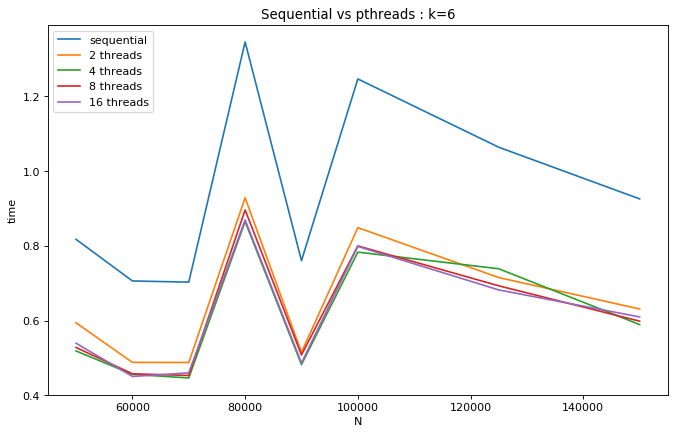 Sequential vs pthreads : k=6
sequential
2 threads
4 threads
8 threads
16 threads
time
1.2
1.0
0.8
0.6
0.4
60000
80000
100000
120000
140000
N